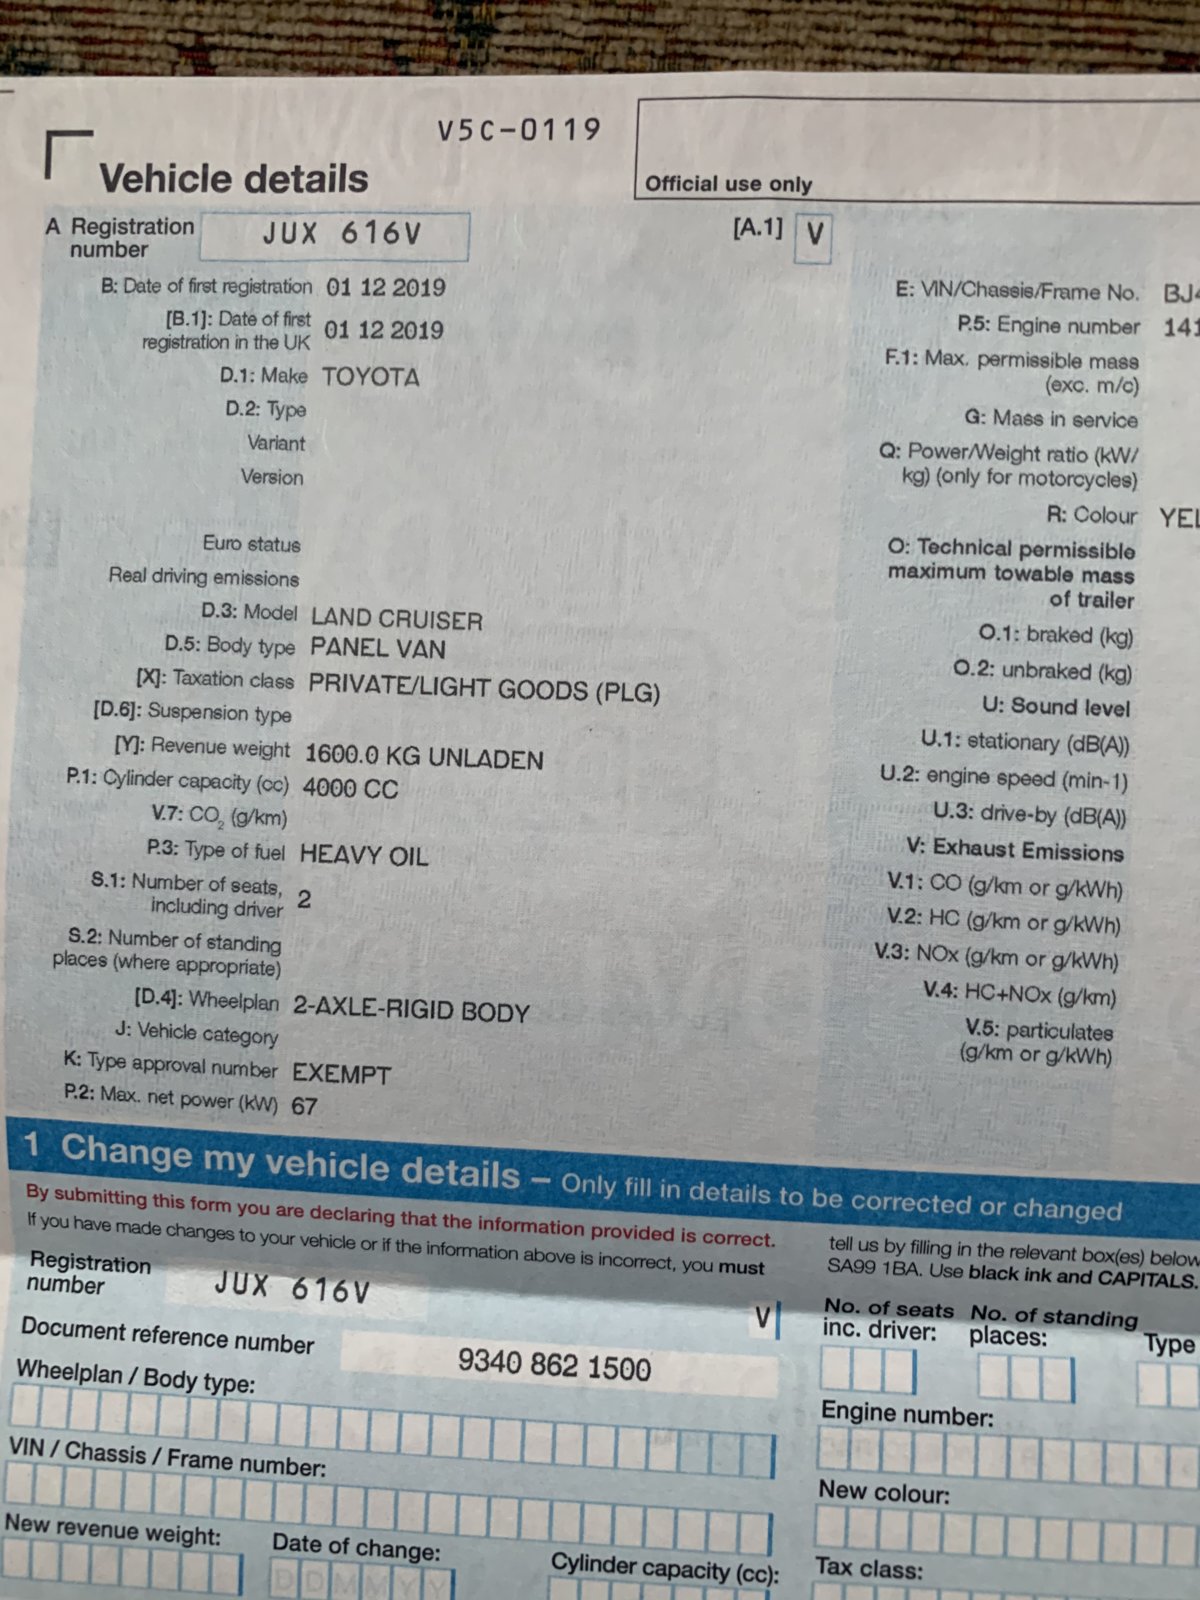 V5C-0119
Vehicle details
Official use only
A Registration number JUX 616V
[A.1] V
B: Date of first registration 01 12 2019
[B.1]: Date of first
registration in the UK 01 12 2019
D.1: Make TOYOTA
D.2: Type
Variant
Version
Euro status
Real driving emissions
D.3: Model LAND CRUISER
D.5: Body type PANEL VAN
[X]: Taxation class PRIVATE/LIGHT GOODS (PLG)
[D.6]: Suspension type
[Y]: Revenue weight 1600.0 KG UNLADEN
P.1: Cylinder capacity (cc) 4000 CC
V.7: CO2 (g/km)
P.3: Type of fuel HEAVY OIL
S.1: Number of seats,
including driver 2
S.2: Number of standing
places (where appropriate)
[D.4]: Wheelplan 2-AXLE-RIGID BODY
J: Vehicle category
K: Type approval number EXEMPT
P.2: Max. net power (kW) 67
E: VIN/Chassis/Frame No. BJ4
P.5: Engine number 141
F.1: Max. permissible mass
(exc. m/c)
G: Mass in service
Q: Power/Weight ratio (kW/
kg) (only for motorcycles)
R: Colour YEL
O: Technical permissible
maximum towable mass
of trailer
O.1: braked (kg)
O.2: unbraked (kg)
U: Sound level
U.1: stationary (dB(A))
U.2: engine speed (min-1)
U.3: drive-by (dB(A))
V: Exhaust Emissions
V.1: CO (g/km or g/kWh)
V.2: HC (g/km or g/kWh)
V.3: NOx (g/km or g/kWh)
V.4: HC+NOx (g/km)
V.5: particulates
(g/km or g/kWh)
1 Change my vehicle details – Only fill in details to be corrected or changed
By submitting this form you are declaring that the information provided is correct.
If you have made changes to your vehicle or if the information above is incorrect, you must
tell us by filling in the relevant box(es) below
SA99 1BA. Use black ink and CAPITALS.
Registration
number JUX 616V
V
Document reference number 9340 862 1500
Wheelplan / Body type:
VIN / Chassis / Frame number:
New revenue weight:
Date of change:
DDMMYY
Cylinder capacity (cc):
No. of seats
inc. driver:
No. of standing
places:
Type
Engine number:
New colour:
Tax class: